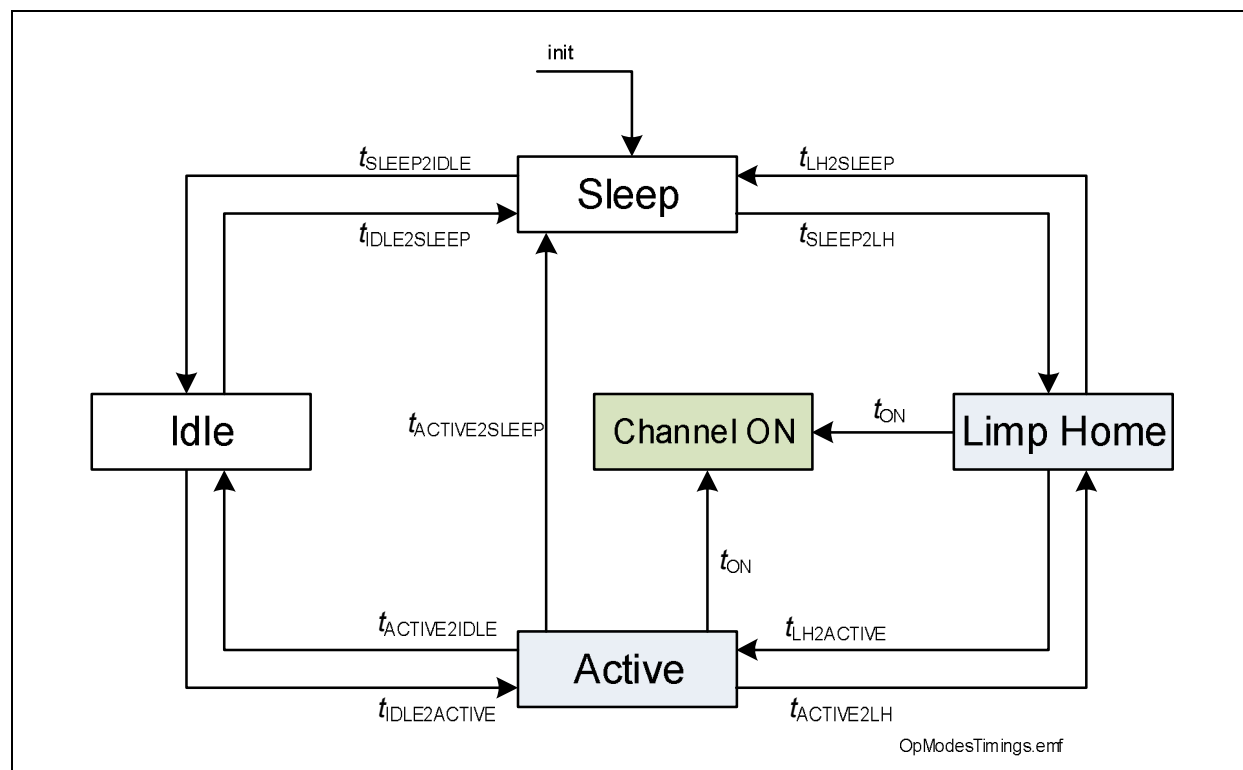 init
tSLEEP2IDLE
tLH2SLEEP
Sleep
tIDLE2SLEEP
tSLEEP2LH
Idle
tACTIVE2SLEEP
Channel ON
tON
Limp Home
tON
tACTIVE2IDLE
tLH2ACTIVE
Active
tIDLE2ACTIVE
tACTIVE2LH
OpModesTimings.emf